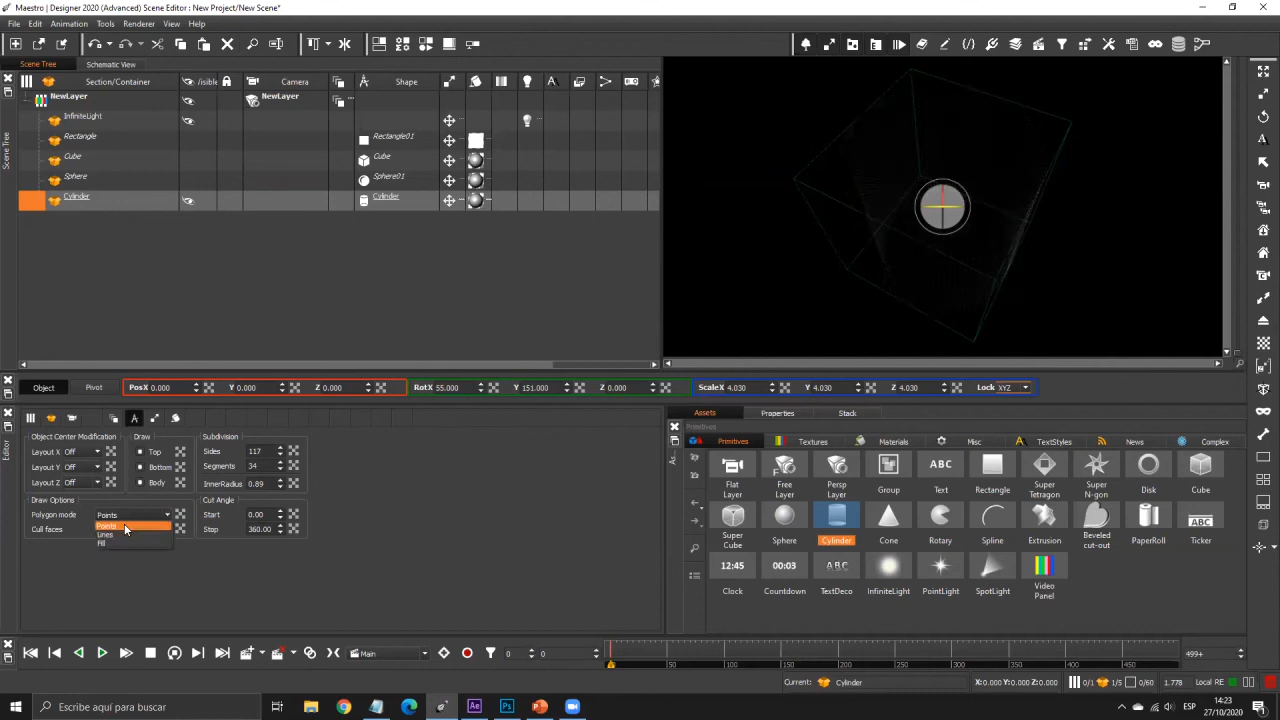 Maestro | Designer 2020 (Advanced) Scene Editor : New Project/New Scene*
File Edit Animation Tools Renderer View Help
Scene Tree Schematic View
Section/Container /isible Camera Shape
NewLayer NewLayer
InfiniteLight
Rectangle Rectangle01
Cube Cube
Sphere Sphere01
Cylinder Cylinder
Scene Tree
Object Pivot PosX 0.000 Y 0.000 Z 0.000 RotX 55.000 Y 151.000 Z 0.000 ScaleX 4.030 Y 4.030 Z 4.030 Lock XYZ
Editor
Object Center Modification Draw Subdivision
Layout X Off Top Sides 117
Layout Y Off Bottom Segments 34
Layout Z Off Body InnerRadius 0.89
Draw Options Cut Angle
Polygon mode Points Start 0.00
Cull faces Stop 360.00
Points
Lines
Fill
Assets Properties Stack
Primitives
As...
Primitives Textures Materials Misc TextStyles News Complex
ABC
Flat Layer Free Layer Persp Layer Group Text Rectangle Super Tetragon Super N-gon Disk Cube
ABC
Super Cube Sphere Cylinder Cone Rotary Spline Extrusion Beveled cut-out PaperRoll Ticker
12:45 00:03 ABC
Clock Countdown TextDeco InfiniteLight PointLight SpotLight Video Panel
Main 0 0 50 100 150 200 250 300 350 400 450 499+
Current: Cylinder X:0.000 Y:0.000 Z:0.000 0/1 1/5 0/60 1.778 Local RE
Escribe aquí para buscar
ESP
14:23
27/10/2020